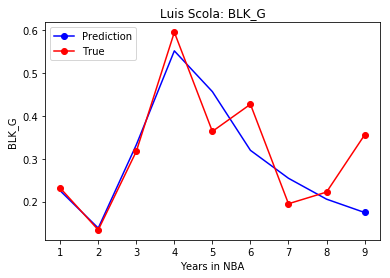 Luis Scola: BLK_G
Prediction
True
BLK_G
0.6
0.5
0.4
0.3
0.2
1 2 3 4 5 6 7 8 9
Years in NBA